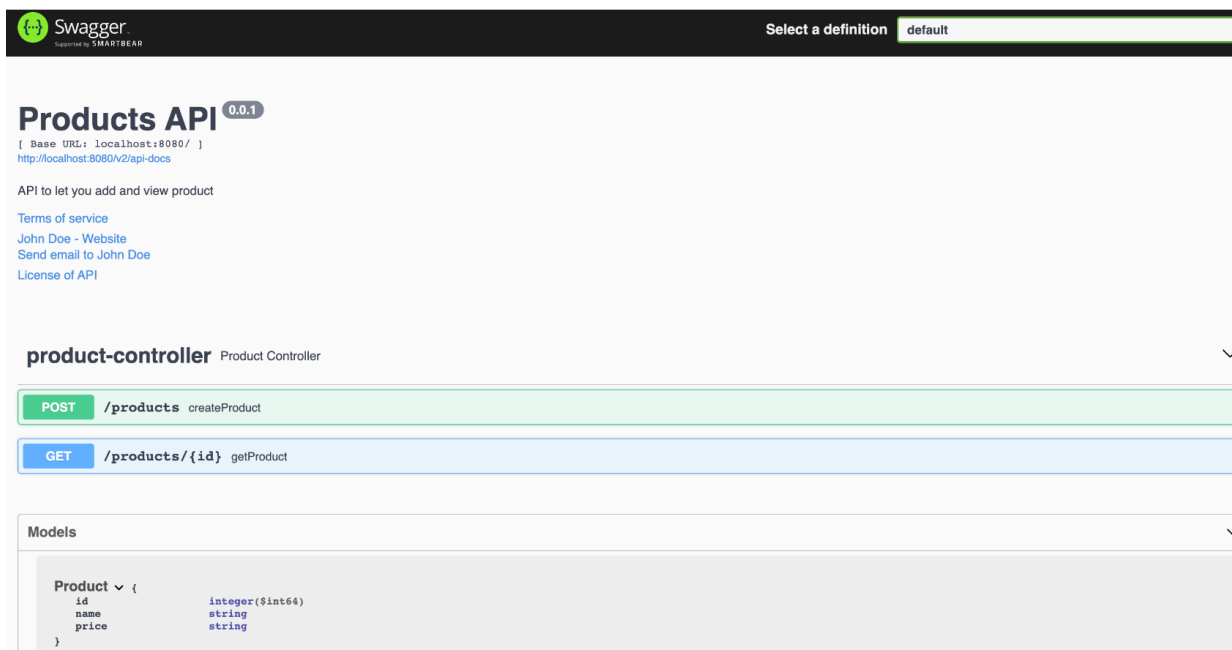 Swagger.
Supported by SMARTBEAR
Select a definition default
Products API 0.0.1
[ Base URL: localhost:8080/ ]
http://localhost:8080/v2/api-docs
API to let you add and view product
Terms of service
John Doe - Website
Send email to John Doe
License of API
product-controller Product Controller
POST /products createProduct
GET /products/{id} getProduct
Models
Product {
id integer($int64)
name string
price string
}